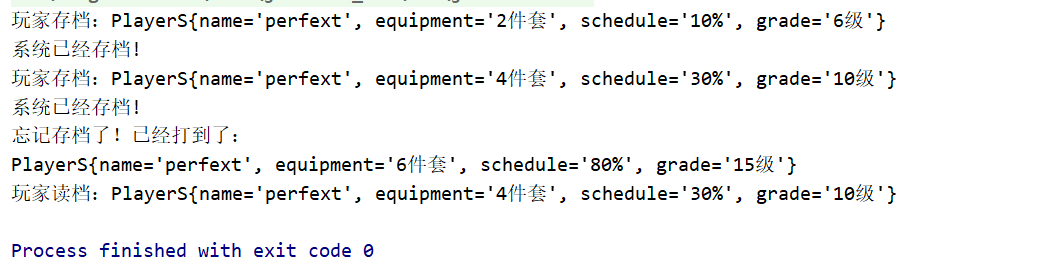 玩家存档：PlayerS{name='perfext', equipment='2件套', schedule='10%', grade='6级'}
系统已经存档！
玩家存档：PlayerS{name='perfext', equipment='4件套', schedule='30%', grade='10级'}
系统已经存档！
忘记存档了！已经打到了：
PlayerS{name='perfext', equipment='6件套', schedule='80%', grade='15级'}
玩家读档：PlayerS{name='perfext', equipment='4件套', schedule='30%', grade='10级'}
Process finished with exit code 0